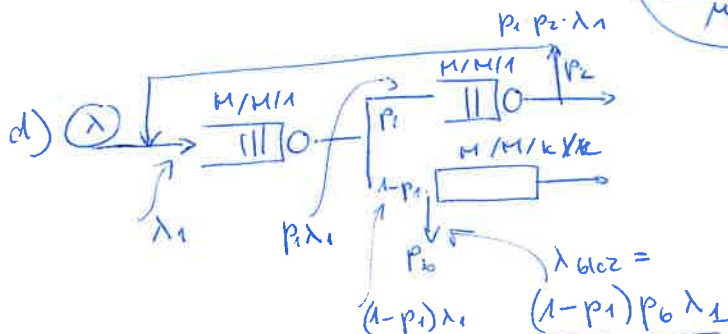 p1 · p2 · λ1
μ
d) λ
M/M/1
p1
M/M/1
p2
λ1
p1λ1
1-p1
M/M/k
pb
(1-p1)λ1
λblc2 =
(1-p1) pb λ1